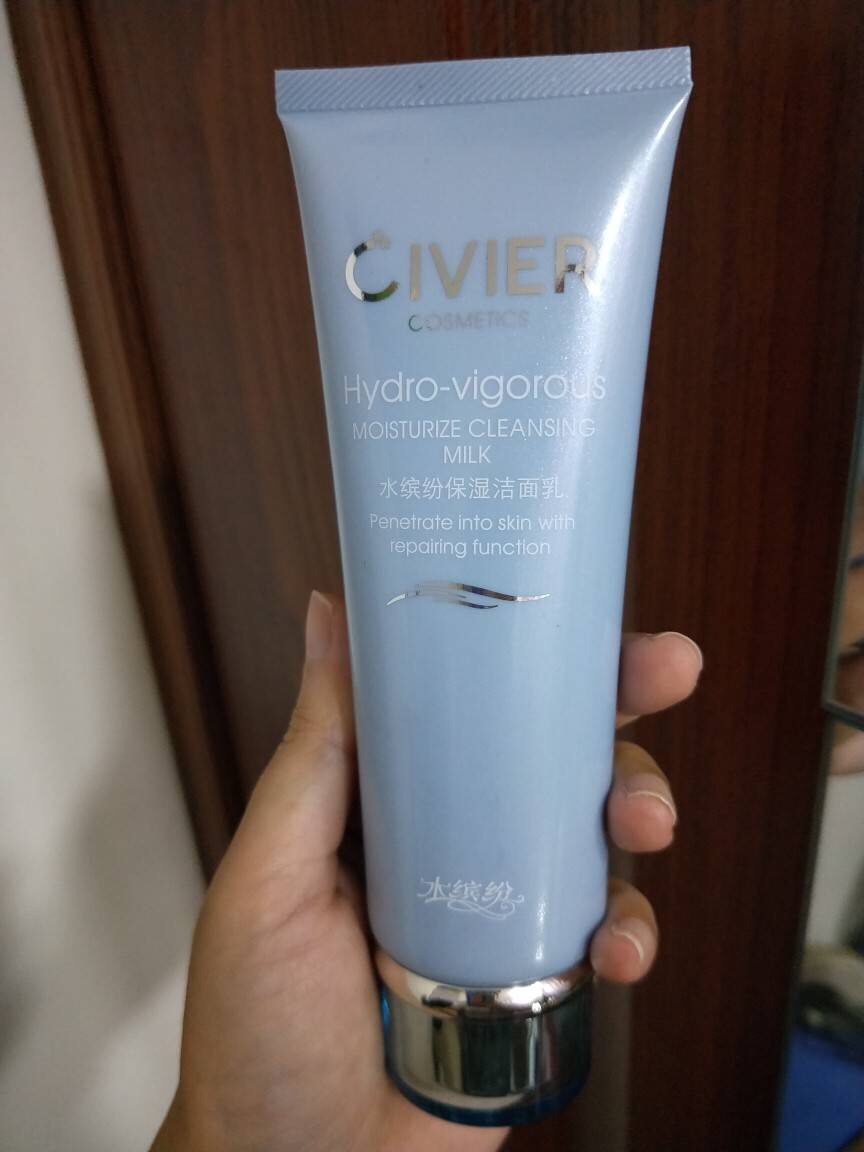 CIVIER
COSMETICS
Hydro-vigorous
MOISTURIZE CLEANSING
MILK
水缤纷保湿洁面乳
Penetrate into skin with
repairing function
水缤纷